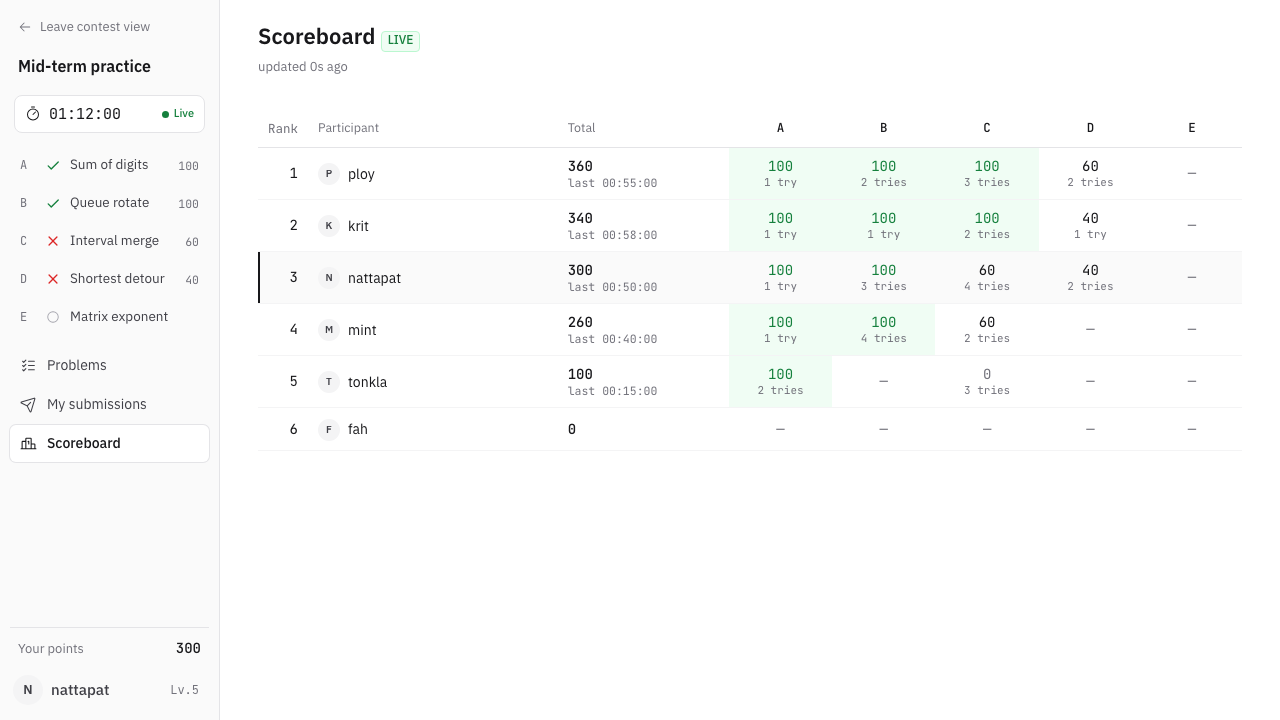 Leave contest view
Mid-term practice
01:12:00 Live
A Sum of digits 100
B Queue rotate 100
C Interval merge 60
D Shortest detour 40
E Matrix exponent
Problems
My submissions
Scoreboard
Your points 300
N nattapat Lv.5
Scoreboard LIVE
updated 0s ago
Rank Participant Total A B C D E
1 P ploy 360 100 100 100 60 —
last 00:55:00 1 try 2 tries 3 tries 2 tries
2 K krit 340 100 100 100 40 —
last 00:58:00 1 try 1 try 2 tries 1 try
3 N nattapat 300 100 100 60 40 —
last 00:50:00 1 try 3 tries 4 tries 2 tries
4 M mint 260 100 100 60 — —
last 00:40:00 1 try 4 tries 2 tries
5 T tonkla 100 100 — 0 — —
last 00:15:00 2 tries 3 tries
6 F fah 0 — — — — —